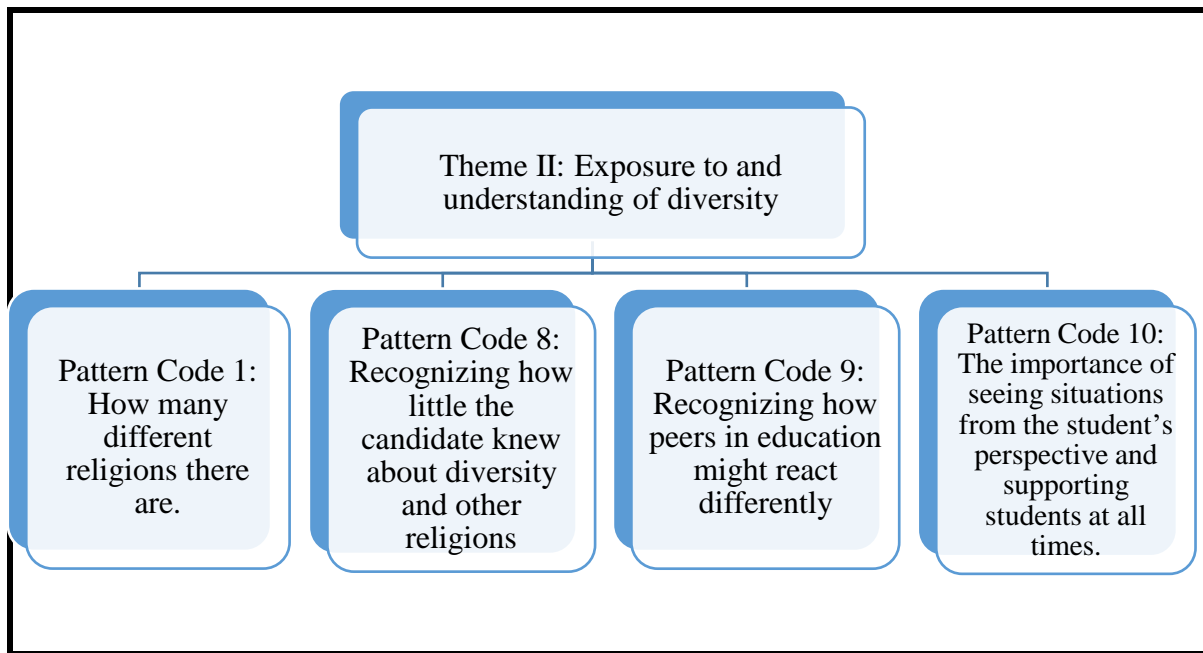 Theme II: Exposure to and
understanding of diversity
Pattern Code 1:
How many
different
religions there
are.
Pattern Code 8:
Recognizing how
little the
candidate knew
about diversity
and other
religions
Pattern Code 9:
Recognizing how
peers in education
might react
differently
Pattern Code 10:
The importance of
seeing situations
from the student’s
perspective and
supporting
students at all
times.